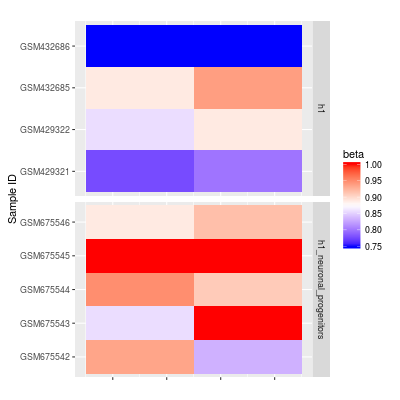 GSM432686
GSM432685
GSM429322
GSM429321
h1
GSM675546
GSM675545
GSM675544
GSM675543
GSM675542
h1_neuronal_progenitors
Sample ID
beta
1.00
0.95
0.90
0.85
0.80
0.75